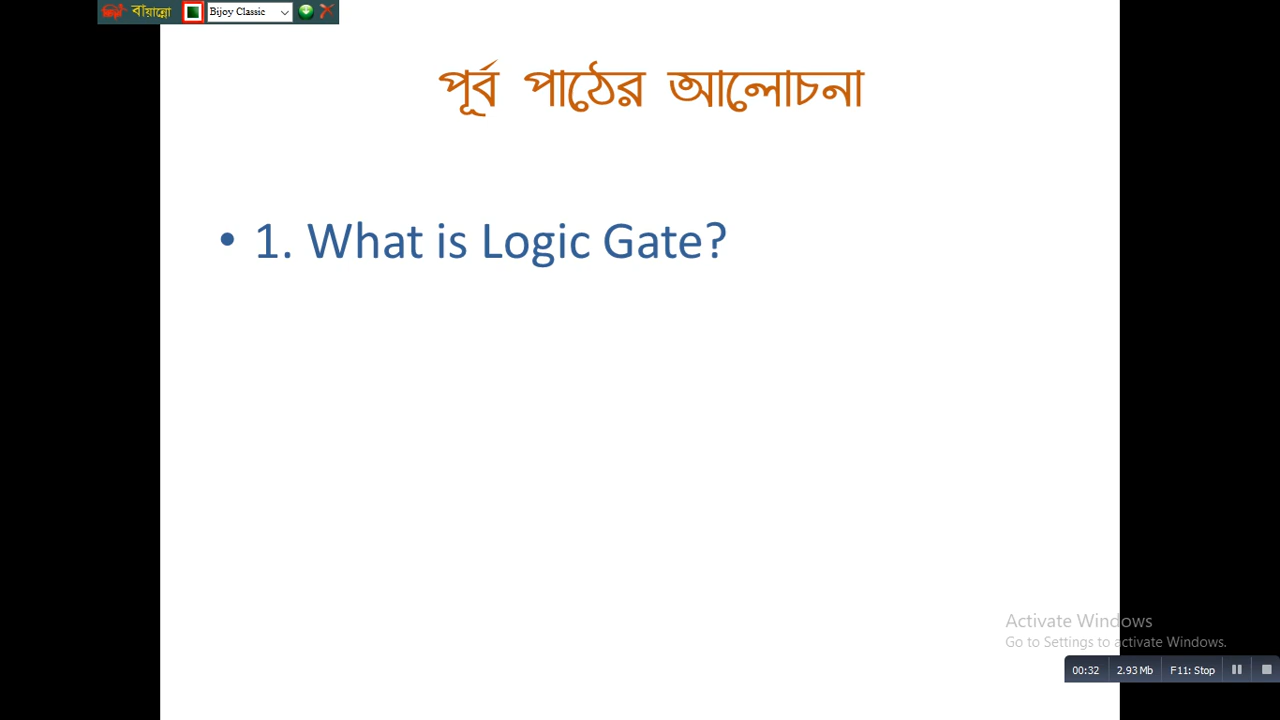 বায়ান্নো
Bijoy Classic
পূর্ব পাঠের আলোচনা
• 1. What is Logic Gate?
Activate Windows
Go to Settings to activate Windows.
00:32 2.93 Mb F11: Stop